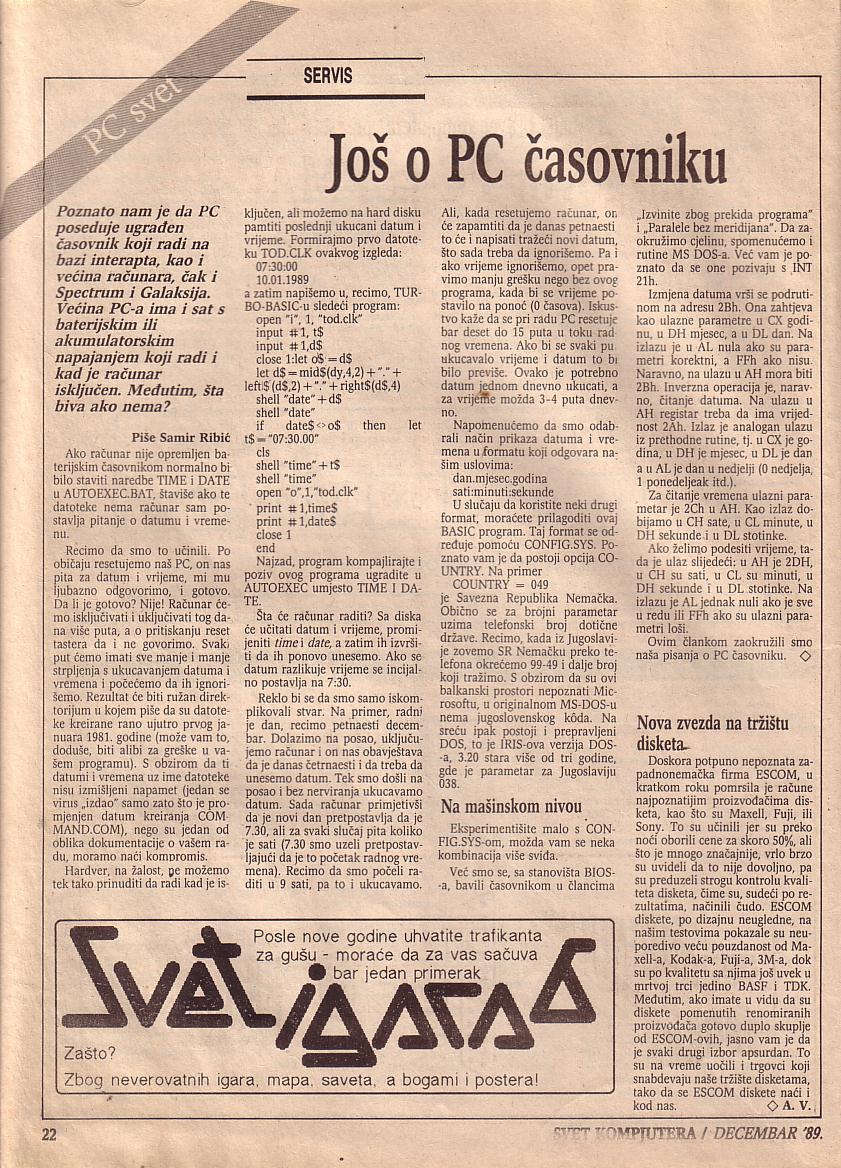 PC svet
SERVIS
Još o PC časovniku
Poznato nam je da PC
poseduje ugrađen
časovnik koji radi na
bazi interapta, kao i
većina računara, čak i
Spectrum i Galaksija.
Većina PC-a ima i sat s
baterijskim ili
akumulatorskim
napajanjem koji radi i
kad je računar
isključen. Međutim, šta
biva ako nema?
Piše Samir Ribić
Ako računar nije opremljen ba-
terijskim časovnikom normalno bi
bilo staviti naredbe TIME i DATE
u AUTOEXEC.BAT, štaviše ako te
datoteke nema računar sam po-
stavlja pitanje o datumu i vreme-
nu.
Recimo da smo to učinili. Po
običaju resetujemo naš PC, on nas
pita za datum i vrijeme, mi mu
ljubazno odgovorimo, i gotovo.
Da li je gotovo? Nije! Računar će-
mo isključivati i uključivati tog da-
na više puta, a o pritiskanju reset
tastera da i ne govorimo. Svaki
put ćemo imati sve manje i manje
strpljenja s ukucavanjem datuma i
vremena i počećemo da ih ignori-
šemo. Rezultat će biti ružan direk-
torijum u kojem piše da su datote-
ke kreirane rano ujutro prvog ja-
nuara 1981. godine (može vam to,
doduše, biti alibi za greške u va-
šem programu). S obzirom da ti
datumi i vremena uz ime datoteke
nisu izmišljeni napamet (jedan se
virus „izdao" samo zato što je pro-
mjenjen datum kreiranja COM-
MAND.COM), nego su jedan od
oblika dokumentacije o vašem ra-
du, moramo naći kompromis.
Hardver, na žalost, ne možemo
tek tako prinuditi da radi kad je is-
ključen, ali možemo na hard disku
pamtiti poslednji ukucani datum i
vrijeme. Formirajmo prvo datote-
ku TOD.CLK ovakvog izgleda:
07:30:00
10.01.1989
a zatim napišemo u, recimo, TUR-
BO-BASIC-u sledeći program:
open "i", 1, "tod.clk"
input #1, t$
input #1,d$
close 1:let o$=d$
let d$=mid$(dy,4,2)+"."+
left$(d$,2)+"."+right$(d$,4)
shell "date"+d$
shell "date"
if date$<>o$ then let
t$="07:30.00"
cls
shell "time"+t$
shell "time"
open "o",1,"tod.clk"
print #1,time$
print #1,date$
close 1
end
Najzad, program kompajlirajte i
poziv ovog programa ugradite u
AUTOEXEC umjesto TIME I DA-
TE.
Šta će računar raditi? Sa diska
će učitati datum i vrijeme, promi-
jeniti time i date, a zatim ih izvrši-
ti da ih ponovo unesemo. Ako se
datum razlikuje vrijeme se incijal-
no postavlja na 7:30.
Reklo bi se da smo samo iskom-
plikovali stvar. Na primer, radni
je dan, recimo petnaesti decem-
bar. Dolazimo na posao, uključu-
jemo računar i on nas obavještava
da je danas četrnaesti i da treba da
unesemo datum. Tek smo došli na
posao i bez nerviranja ukucavamo
datum. Sada računar primjetivši
da je novi dan pretpostavlja da je
7.30, ali za svaki slučaj pita koliko
je sati (7.30 smo uzeli pretpostav-
ljajući da je to početak radnog vre-
mena). Recimo da smo počeli ra-
diti u 9 sati, pa to i ukucavamo.
Ali, kada resetujemo računar, on
će zapamtiti da je danas petnaesti
to će i napisati tražeći novi datum,
što sada treba da ignorišemo. Pa i
ako vrijeme ignorišemo, opet pra-
vimo manju grešku nego bez ovog
programa, kada bi se vrijeme po-
stavilo na ponoć (0 časova). Iskus-
tvo kaže da se pri radu PC resetuje
bar deset do 15 puta u toku rad-
nog vremena. Ako bi se svaki pu
ukucavalo vrijeme i datum to bi
bilo previše. Ovako je potrebno
datum jednom dnevno ukucati, a
za vrijeme možda 3-4 puta dnev-
no.
Napomenućemo da smo odab-
rali način prikaza datuma i vre-
mena u formatu koji odgovara na-
šim uslovima:
dan.mjesec.godina
sati:minuti:sekunde
U slučaju da koristite neki drugi
format, moraćete prilagoditi ovaj
BASIC program. Taj format se od-
ređuje pomoću CONFIG.SYS. Po-
znato vam je da postoji opcija CO-
UNTRY. Na primer
COUNTRY = 049
je Savezna Republika Nemačka.
Obično se za brojni parametar
uzima telefonski broj dotične
države. Recimo, kada iz Jugoslavi-
je zovemo SR Nemačku preko te-
lefona okrećemo 99-49 i dalje broj
koji tražimo. S obzirom da su ovi
balkanski prostori nepoznati Mic-
rosoftu, u originalnom MS-DOS-u
nema jugoslovenskog kôda. Na
sreću ipak postoji i prepravljeni
DOS, to je IRIS-ova verzija DOS-
-a, 3.20 stara više od tri godine,
gde je parametar za Jugoslaviju
038.
Na mašinskom nivou
Eksperimentišite malo s CON-
FIG.SYS-om, možda vam se neka
kombinacija više sviđa.
Već smo se, sa stanovišta BIOS-
-a, bavili časovnikom u člancima
„Izvinite zbog prekida programa"
i „Paralele bez meridijana". Da za-
okružimo cjelinu, spomenućemo i
rutine MS DOS-a. Već vam je po-
znato da se one pozivaju s INT
21h.
Izmjena datuma vrši se podruti-
nom na adresu 2Bh. Ona zahtjeva
kao ulazne parametre u CX godi-
nu, u DH mjesec, a u DL dan. Na
izlazu je u AL nula ako su para-
metri korektni, a FFh ako nisu.
Naravno, na ulazu u AH mora biti
2Bh. Inverzna operacija je, narav-
no, čitanje datuma. Na ulazu u
AH registar treba da ima vrijed-
nost 2Ah. Izlaz je analogan ulazu
iz prethodne rutine, tj. u CX je go-
dina, u DH je mjesec, u DL je dan
a u AL je dan u nedjelji (0 nedjelja,
1 ponedeljeak itd.).
Za čitanje vremena ulazni para-
metar je 2Ch u AH. Kao izlaz do-
bijamo u CH sate, u CL minute, u
DH sekunde i u DL stotinke.
Ako želimo podesiti vrijeme, ta-
da je ulaz slijedeći: u AH je 2DH,
u CH su sati, u CL su minuti, u
DH sekunde i u DL stotinke. Na
izlazu je AL jednak nuli ako je sve
u redu ili FFh ako su ulazni para-
metri loši.
Ovim člankom zaokružili smo
naša pisanja o PC časovniku. ◇
Nova zvezda na tržištu
disketa
Doskora potpuno nepoznata za-
padnonemačka firma ESCOM, u
kratkom roku pomrsila je račune
najpoznatijim proizvođačima dis-
keta, kao što su Maxell, Fuji, ili
Sony. To su učinili jer su preko
noći oborili cene za skoro 50%, ali
što je mnogo značajnije, vrlo brzo
su uvideli da to nije dovoljno, pa
su preduzeli strogu kontrolu kvali-
teta disketa, čime su, sudeći po re-
zultatima, načinili čudo. ESCOM
diskete, po dizajnu neugledne, na
našim testovima pokazale su neu-
poredivo veću pouzdanost od Ma-
xell-a, Kodak-a, Fuji-a, 3M-a, dok
su po kvalitetu sa njima još uvek u
mrtvoj trci jedino BASF i TDK.
Međutim, ako imate u vidu da su
diskete pomenutih renomiranih
proizvođača gotovo duplo skuplje
od ESCOM-ovih, jasno vam je da
je svaki drugi izbor apsurdan. To
su na vreme uočili i trgovci koji
snabdevaju naše tržište disketama,
tako da se ESCOM diskete naći i
kod nas. ◇ A. V.
Posle nove godine uhvatite trafikanta
za gušu - moraće da za vas sačuva
bar jedan primerak
Svet igara 6
Zašto?
Zbog neverovatnih igara, mapa, saveta, a bogami i postera!
22
SVET KOMPJUTERA / DECEMBAR '89.